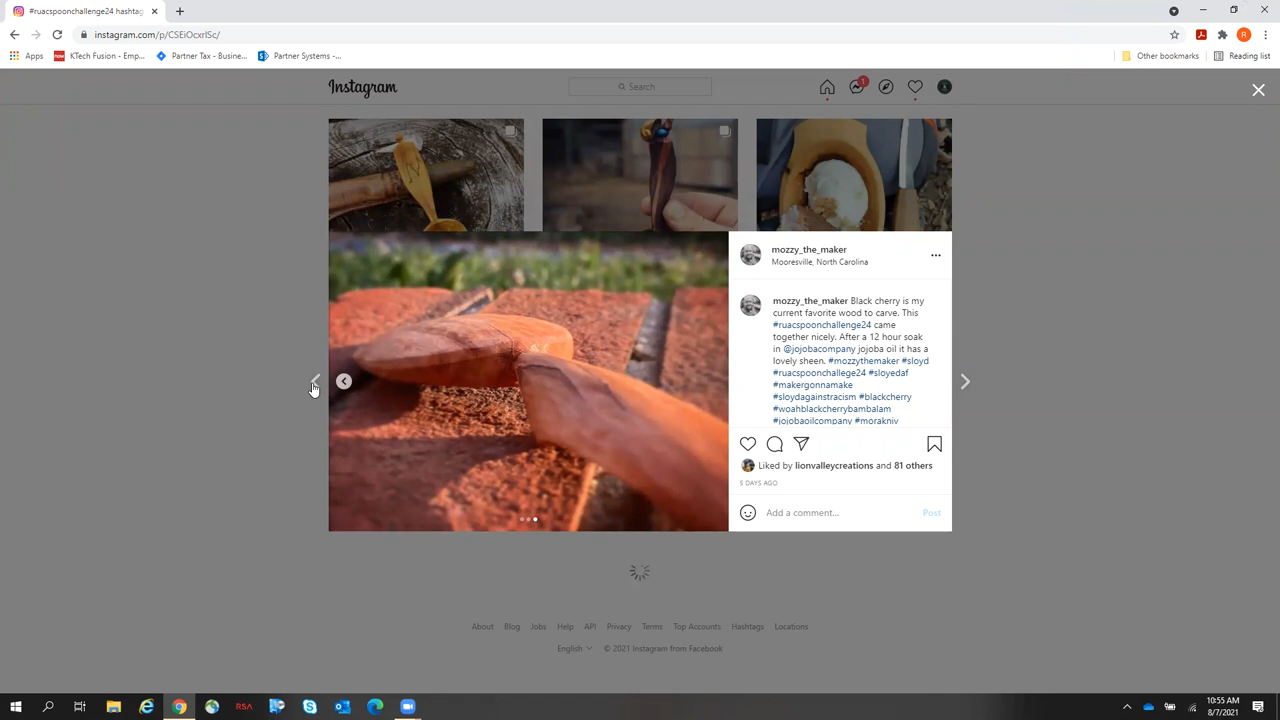 #ruacspoonchallenge24 hashtag
instagram.com/p/CSEiOcxrlSc/
R
Apps
KTech Fusion - Emp...
Partner Tax - Busine...
Partner Systems -...
Other bookmarks
Reading list
Instagram
Search
1
mozzy_the_maker
Mooresville, North Carolina
mozzy_the_maker Black cherry is my
current favorite wood to carve. This
#ruacspoonchallenge24 came
together nicely. After a 12 hour soak
in @jojobacompany jojoba oil it has a
lovely sheen. #mozzythemaker #sloyd
#ruacspoonchallege24 #sloyedaf
#makergonnamake
#sloydagainstracism #blackcherry
#woahblackcherrybambalam
#jojobaoilcompany #morakniv
Liked by lionvalleycreations and 81 others
5 DAYS AGO
Add a comment...
Post
About
Blog
Jobs
Help
API
Privacy
Terms
Top Accounts
Hashtags
Locations
English
© 2021 Instagram from Facebook
RSA
10:55 AM
8/7/2021